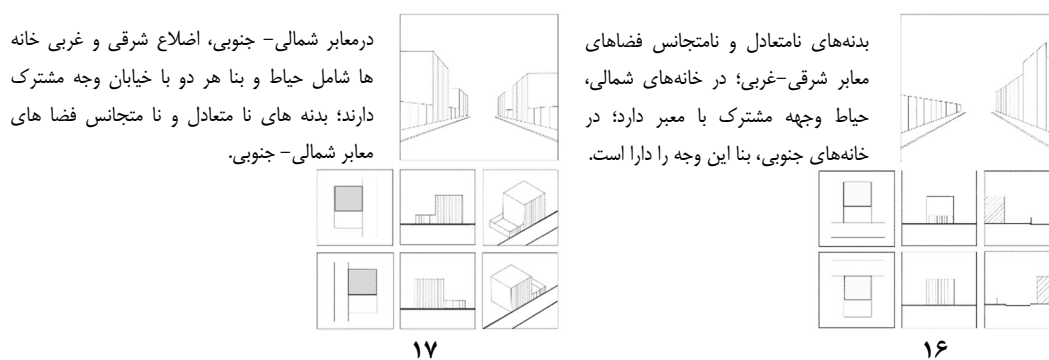 بدنه‌های نامتعادل و نامتجانس فضاهای
معابر شرقی-غربی؛ در خانه‌های شمالی،
حیاط وجهه مشترک با معبر دارد؛ در
خانه‌های جنوبی، بنا این وجه را دارا است.
۱۶
درمعابر شمالی- جنوبی، اضلاع شرقی و غربی خانه
ها شامل حیاط و بنا هر دو با خیابان وجه مشترک
دارند؛ بدنه های نا متعادل و نا متجانس فضا های
معابر شمالی- جنوبی.
۱۷